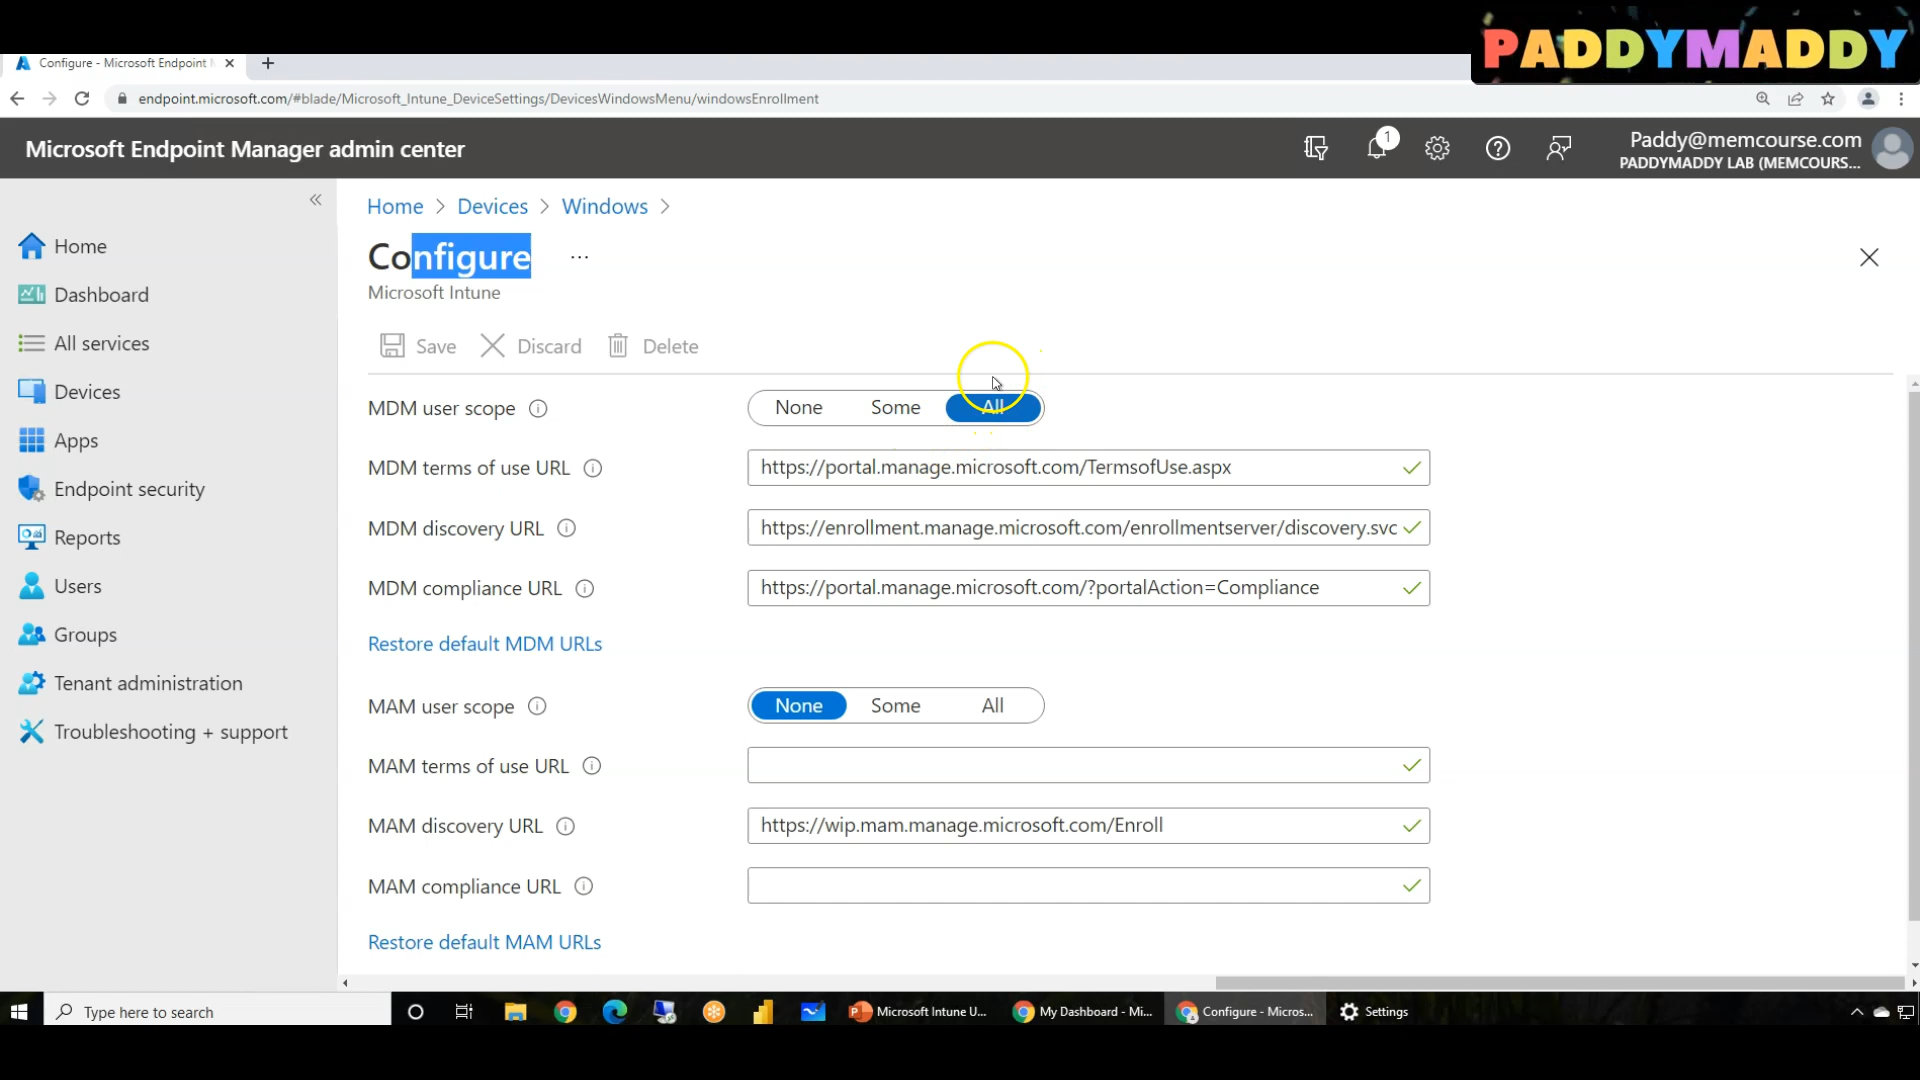 PADDYMADDY
Configure - Microsoft Endpoint
endpoint.microsoft.com/#blade/Microsoft_Intune_DeviceSettings/DevicesWindowsMenu/windowsEnrollment
Microsoft Endpoint Manager admin center
1
Paddy@memcourse.com
PADDYMADDY LAB (MEMCOURS...
Home
Dashboard
All services
Devices
Apps
Endpoint security
Reports
Users
Groups
Tenant administration
Troubleshooting + support
Home > Devices > Windows >
Configure ...
Microsoft Intune
Save Discard Delete
MDM user scope None Some All
MDM terms of use URL https://portal.manage.microsoft.com/TermsofUse.aspx
MDM discovery URL https://enrollment.manage.microsoft.com/enrollmentserver/discovery.svc
MDM compliance URL https://portal.manage.microsoft.com/?portalAction=Compliance
Restore default MDM URLs
MAM user scope None Some All
MAM terms of use URL
MAM discovery URL https://wip.mam.manage.microsoft.com/Enroll
MAM compliance URL
Restore default MAM URLs
Type here to search
Microsoft Intune U...
My Dashboard - Mi...
Configure - Micros...
Settings